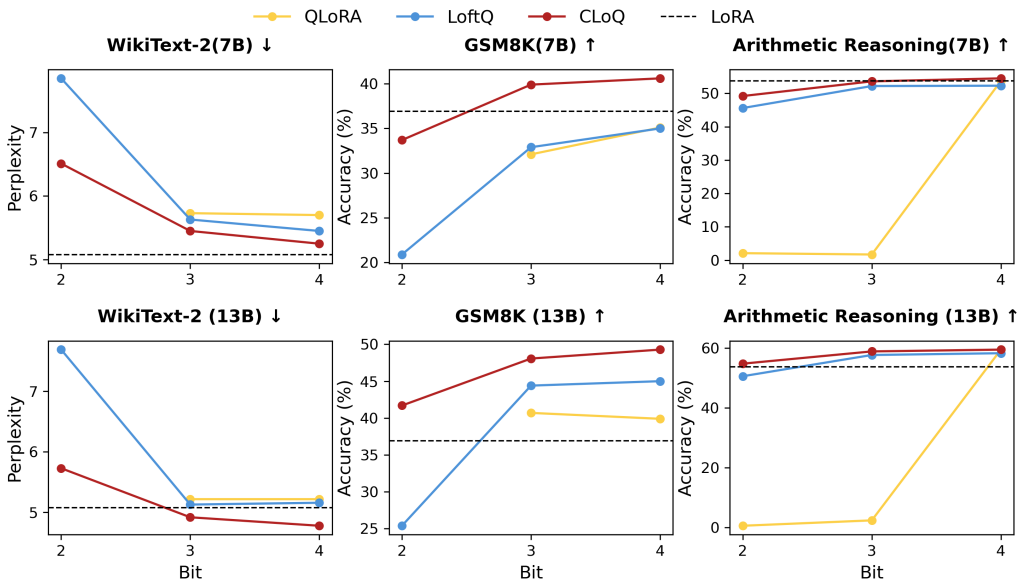 QLoRA LoftQ CLoQ LoRA
WikiText-2(7B) ↓
GSM8K(7B) ↑
Arithmetic Reasoning(7B) ↑
Perplexity
7
6
5
2 3 4
Accuracy (%)
40
35
30
25
20
2 3 4
Accuracy (%)
50
40
30
20
10
0
2 3 4
WikiText-2 (13B) ↓
GSM8K (13B) ↑
Arithmetic Reasoning (13B) ↑
Perplexity
7
6
5
2 3 4
Bit
Accuracy (%)
50
45
40
35
30
25
2 3 4
Bit
Accuracy (%)
60
40
20
0
2 3 4
Bit